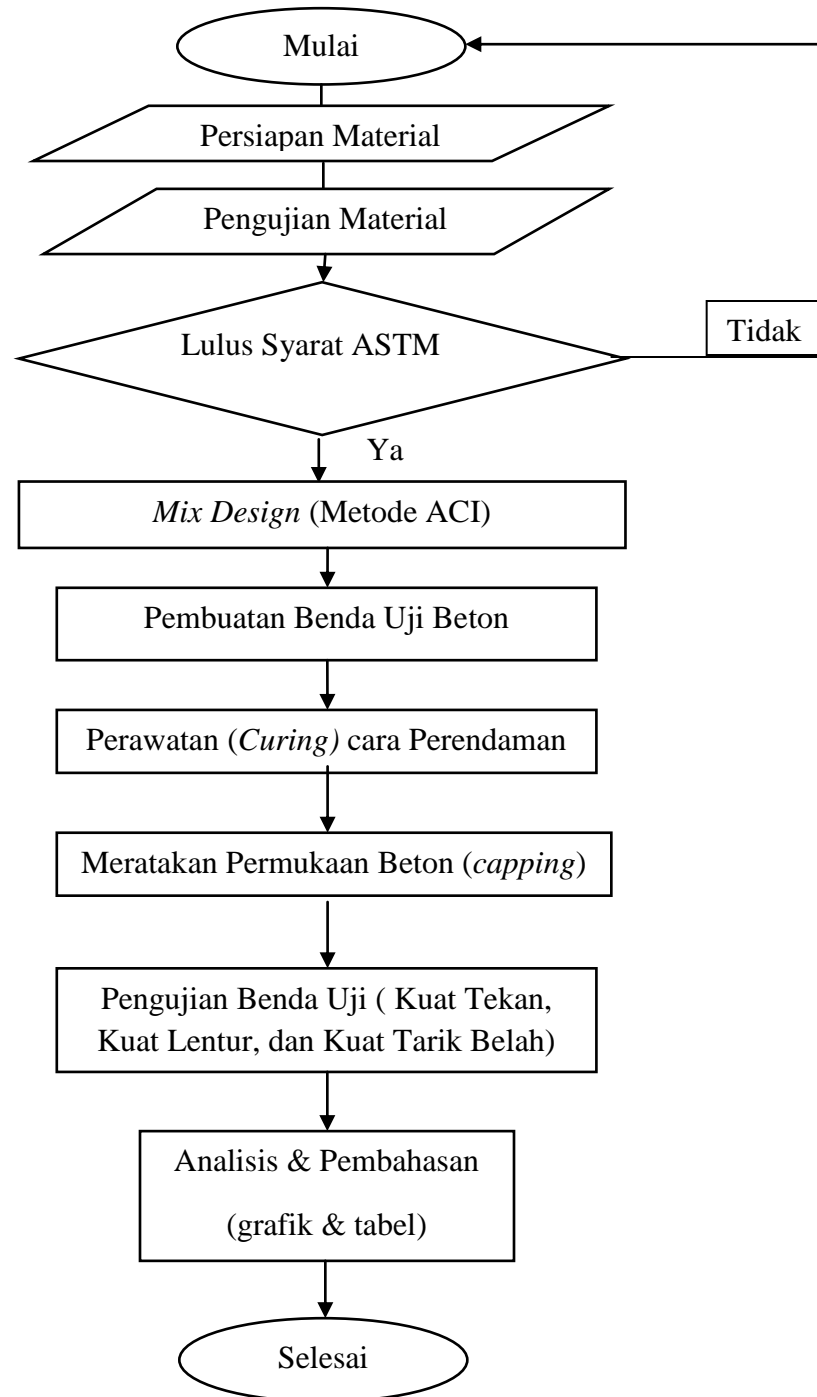 Mulai
Persiapan Material
Pengujian Material
Lulus Syarat ASTM
Tidak
Ya
Mix Design (Metode ACI)
Pembuatan Benda Uji Beton
Perawatan (Curing) cara Perendaman
Meratakan Permukaan Beton (capping)
Pengujian Benda Uji ( Kuat Tekan,
Kuat Lentur, dan Kuat Tarik Belah)
Analisis & Pembahasan
(grafik & tabel)
Selesai